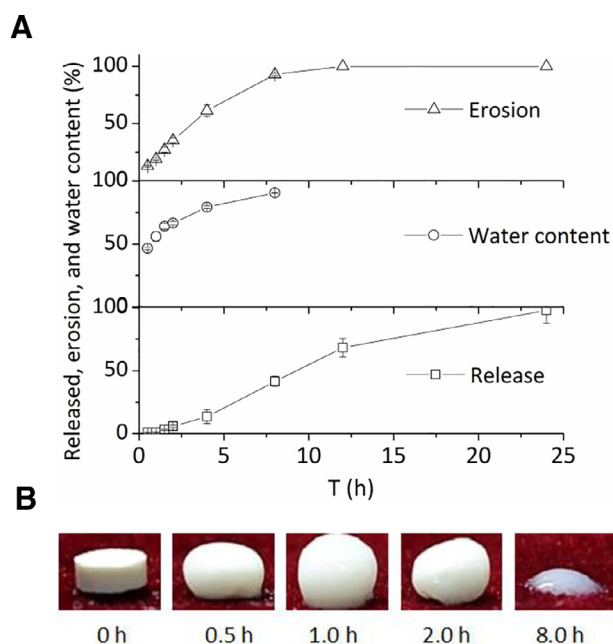 A
Released, erosion, and water content (%)
100
50
Erosion
100
50
Water content
100
50
0
Release
0 5 10 15 20 25
T (h)
B
0 h 0.5 h 1.0 h 2.0 h 8.0 h